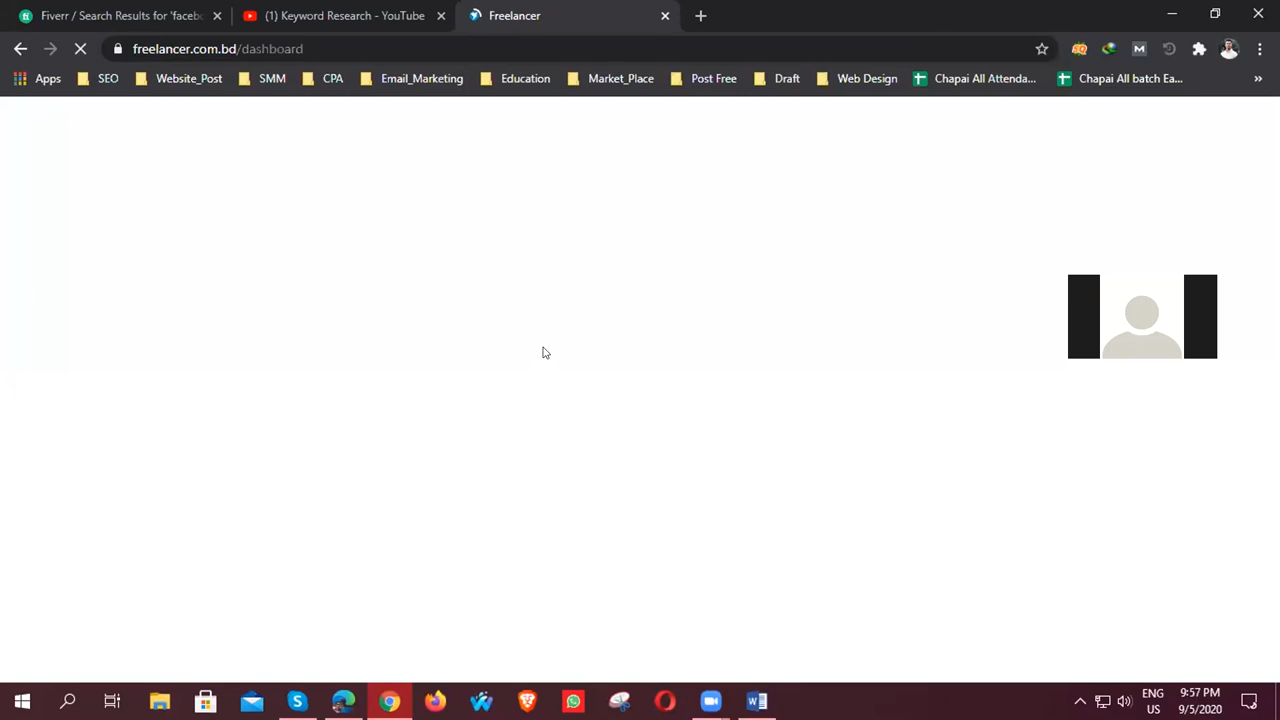 Fiverr / Search Results for 'facebo
(1) Keyword Research - YouTube
Freelancer
freelancer.com.bd/dashboard
Apps
SEO
Website_Post
SMM
CPA
Email_Marketing
Education
Market_Place
Post Free
Draft
Web Design
Chapai All Attenda...
Chapai All batch Ea...
ENG
US
9:57 PM
9/5/2020